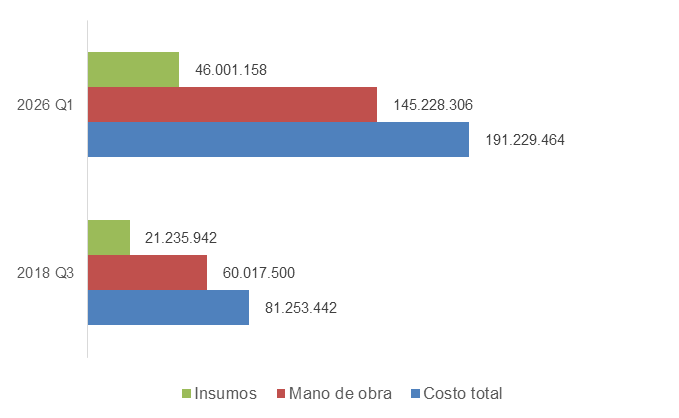 46.001.158
2026 Q1
145.228.306
191.229.464
21.235.942
2018 Q3
60.017.500
81.253.442
Insumos Mano de obra Costo total